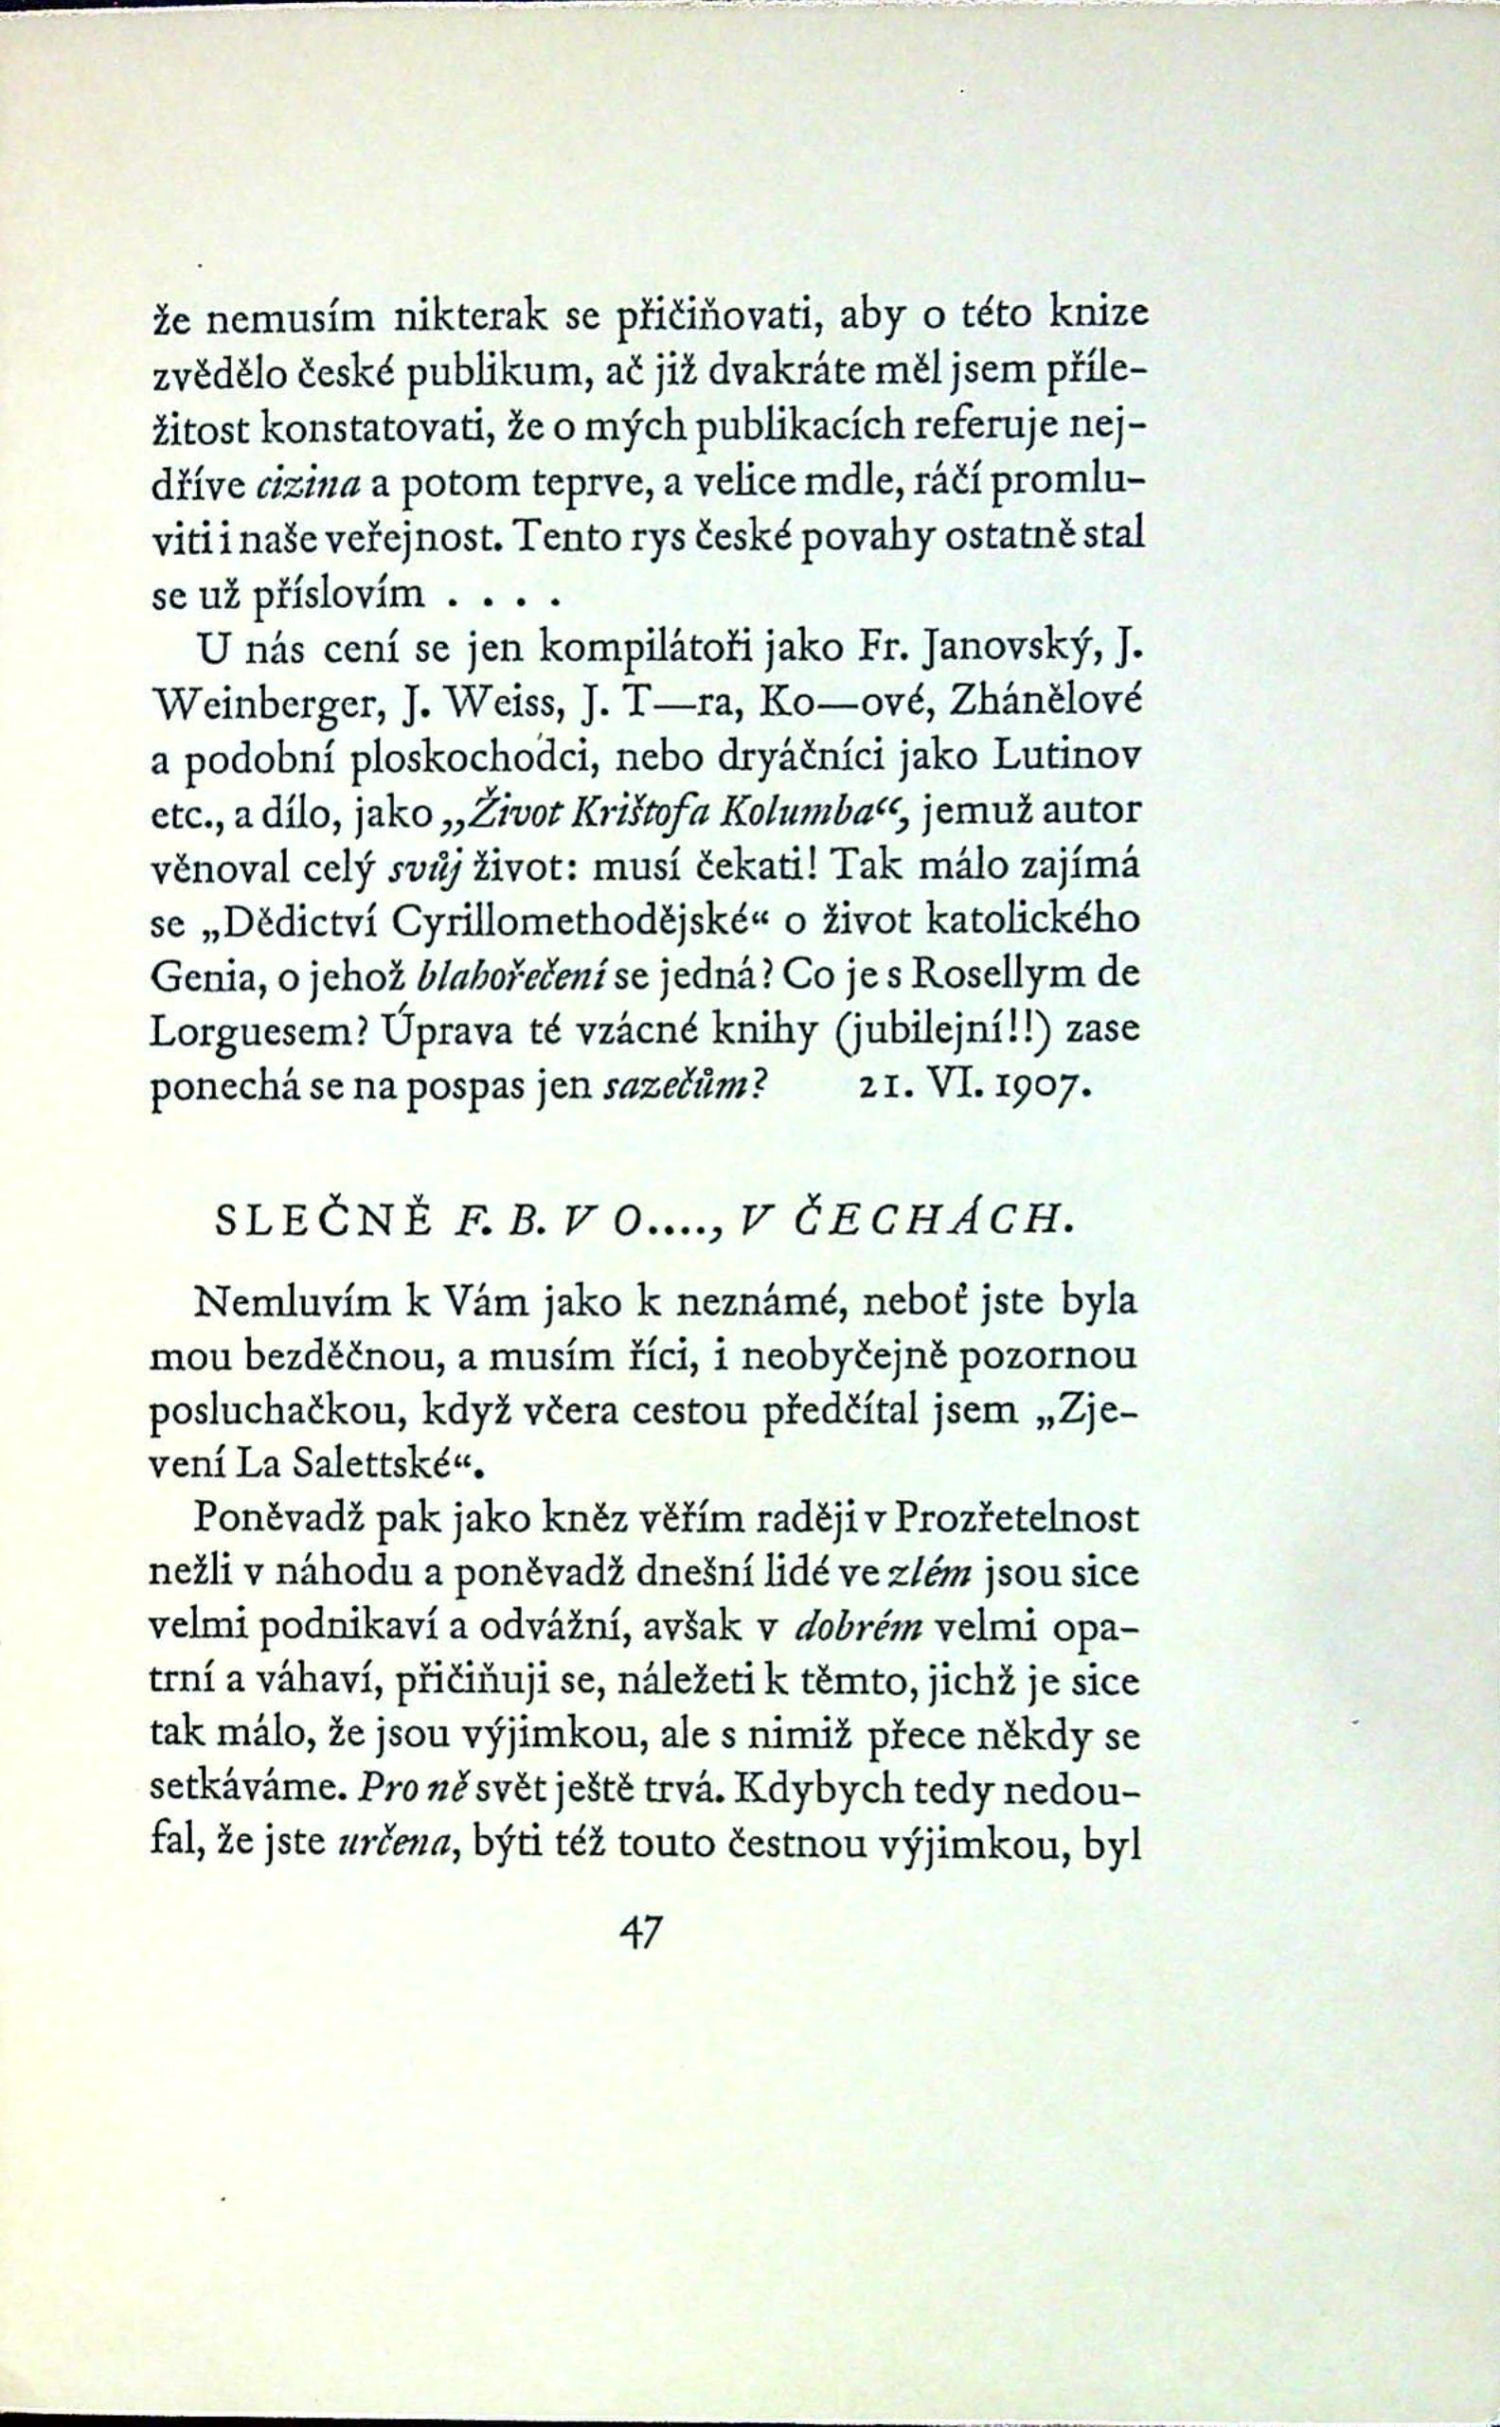 že nemusím nikterak se přičiňovati, aby o této knize
zvědělo české publikum, ač již dvakráte měl jsem příle-
žitost konstatovati, že o mých publikacích referuje nej-
dříve cizina a potom teprve, a velice mdle, ráčí promlu-
viti i naše veřejnost. Tento rys české povahy ostatně stal
se už příslovím . . . .
U nás cení se jen kompilátoři jako Fr. Janovský, J.
Weinberger, J. Weiss, J. T—ra, Ko—ové, Zhánělové
a podobní ploskochodci, nebo dryáčníci jako Lutinov
etc., a dílo, jako „Život Krištofa Kolumba“, jemuž autor
věnoval celý svůj život: musí čekati! Tak málo zajímá
se „Dědictví Cyrillomethodějské“ o život katolického
Genia, o jehož blahořečení se jedná? Co je s Rosellym de
Lorguesem? Úprava té vzácné knihy (jubilejní!!) zase
ponechá se na pospas jen sazečům? 21. VI. 1907.
SLEČNĚ F. B. V O...., V ČECHÁCH.
Nemluvím k Vám jako k neznámé, neboť jste byla
mou bezděčnou, a musím říci, i neobyčejně pozornou
posluchačkou, když včera cestou předčítal jsem „Zje-
vení La Salettské“.
Poněvadž pak jako kněz věřím raději v Prozřetelnost
nežli v náhodu a poněvadž dnešní lidé ve zlém jsou sice
velmi podnikaví a odvážní, avšak v dobrém velmi opa-
trní a váhaví, přičiňuji se, náležeti k těmto, jichž je sice
tak málo, že jsou výjimkou, ale s nimiž přece někdy se
setkáváme. Pro ně svět ještě trvá. Kdybych tedy nedou-
fal, že jste určena, býti též touto čestnou výjimkou, byl
47